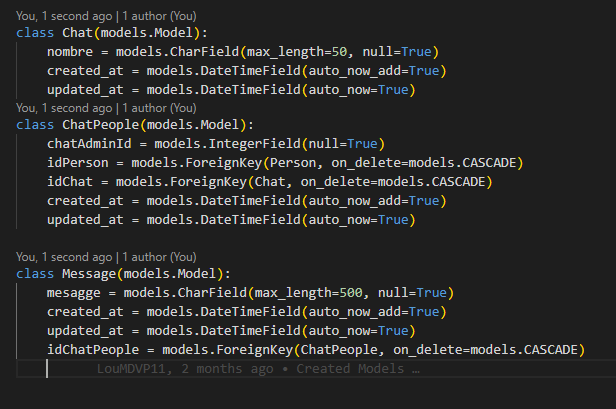 You, 1 second ago | 1 author (You)
class Chat(models.Model):
    nombre = models.CharField(max_length=50, null=True)
    created_at = models.DateTimeField(auto_now_add=True)
    updated_at = models.DateTimeField(auto_now=True)
You, 1 second ago | 1 author (You)
class ChatPeople(models.Model):
    chatAdminId = models.IntegerField(null=True)
    idPerson = models.ForeignKey(Person, on_delete=models.CASCADE)
    idChat = models.ForeignKey(Chat, on_delete=models.CASCADE)
    created_at = models.DateTimeField(auto_now_add=True)
    updated_at = models.DateTimeField(auto_now=True)
You, 1 second ago | 1 author (You)
class Message(models.Model):
    mesagge = models.CharField(max_length=500, null=True)
    created_at = models.DateTimeField(auto_now_add=True)
    updated_at = models.DateTimeField(auto_now=True)
    idChatPeople = models.ForeignKey(ChatPeople, on_delete=models.CASCADE)
LouMDVP11, 2 months ago • Created Models …